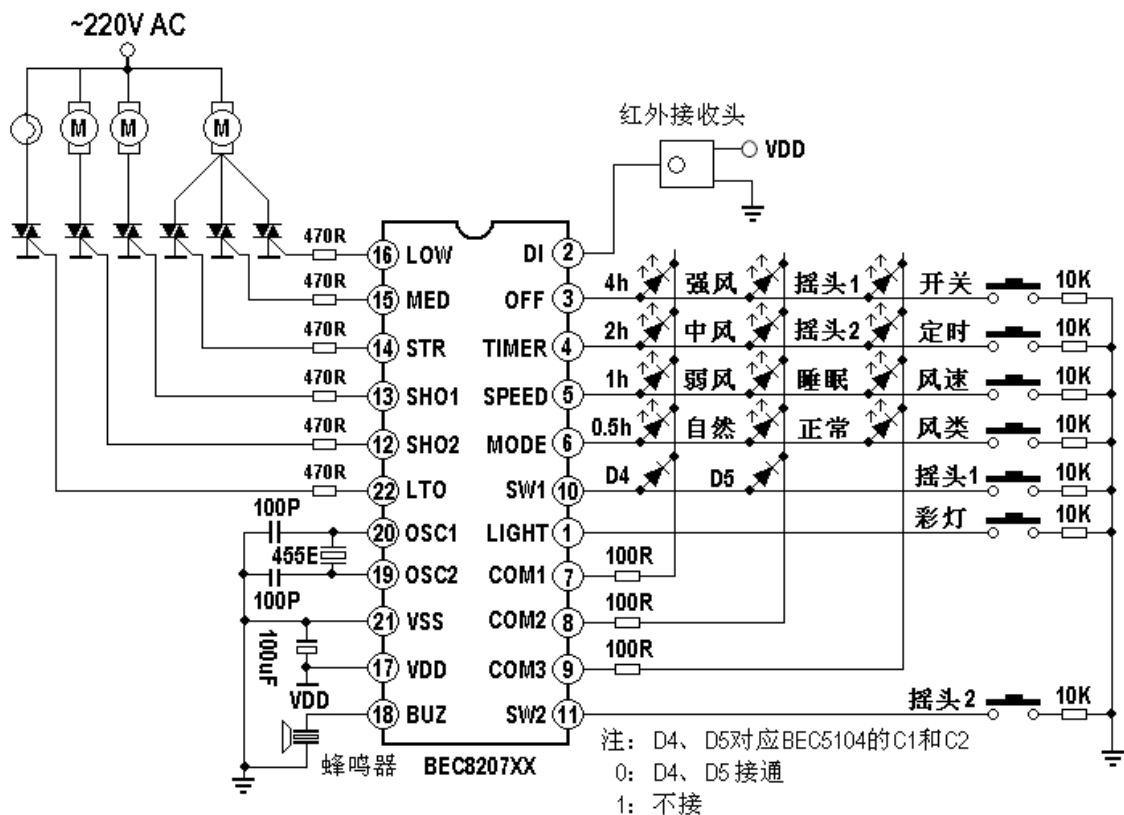 ~220V AC
M M M
红外接收头
VDD
470R 16 LOW DI 2
4h 强风 摇头1 开关 10K
470R 15 MED OFF 3
2h 中风 摇头2 定时 10K
470R 14 STR TIMER 4
1h 弱风 睡眠 风速 10K
470R 13 SHO1 SPEED 5
0.5h 自然 正常 风类 10K
470R 12 SHO2 MODE 6
D4 D5 摇头1 10K
470R 22 LTO SW1 10
彩灯 10K
100P 20 OSC1 LIGHT 1
455E
100R
19 OSC2 COM1 7
100P
100R
21 VSS COM2 8
100uF
100R
17 VDD COM3 9
VDD
摇头2 10K
18 BUZ SW2 11
蜂鸣器 BEC8207XX
注：D4、D5对应BEC5104的C1和C2
0：D4、D5接通
1：不接